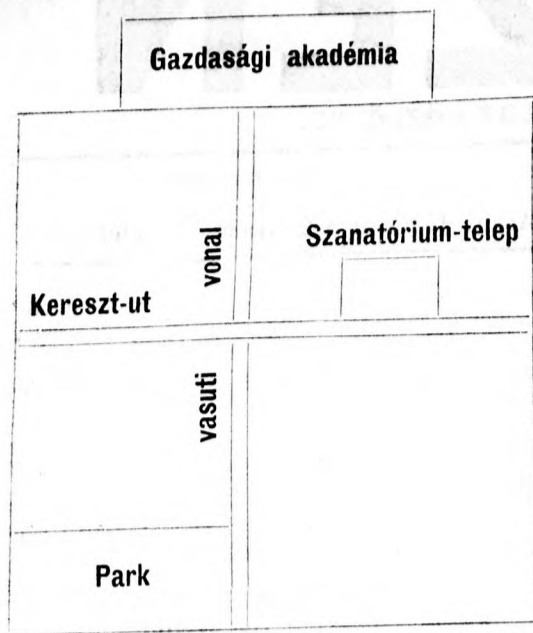 Gazdasági akadémia
Szanatórium-telep
Kereszt-ut
vasuti vonal
Park